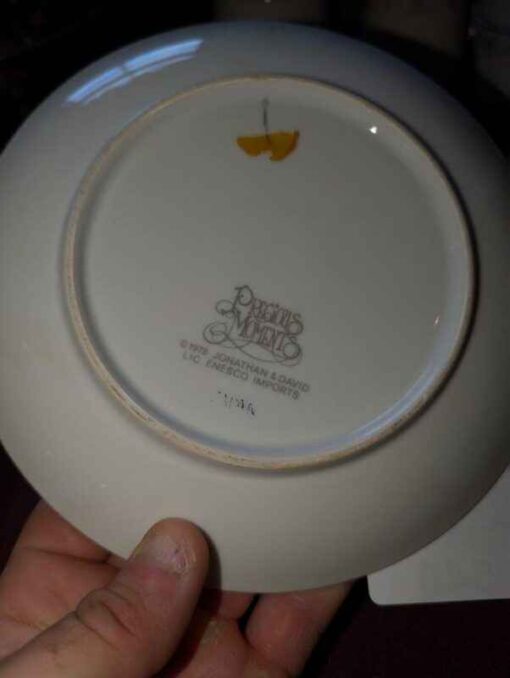 Precious
Moments
© 1978 JONATHAN & DAVID
LIC ENESCO IMPORTS